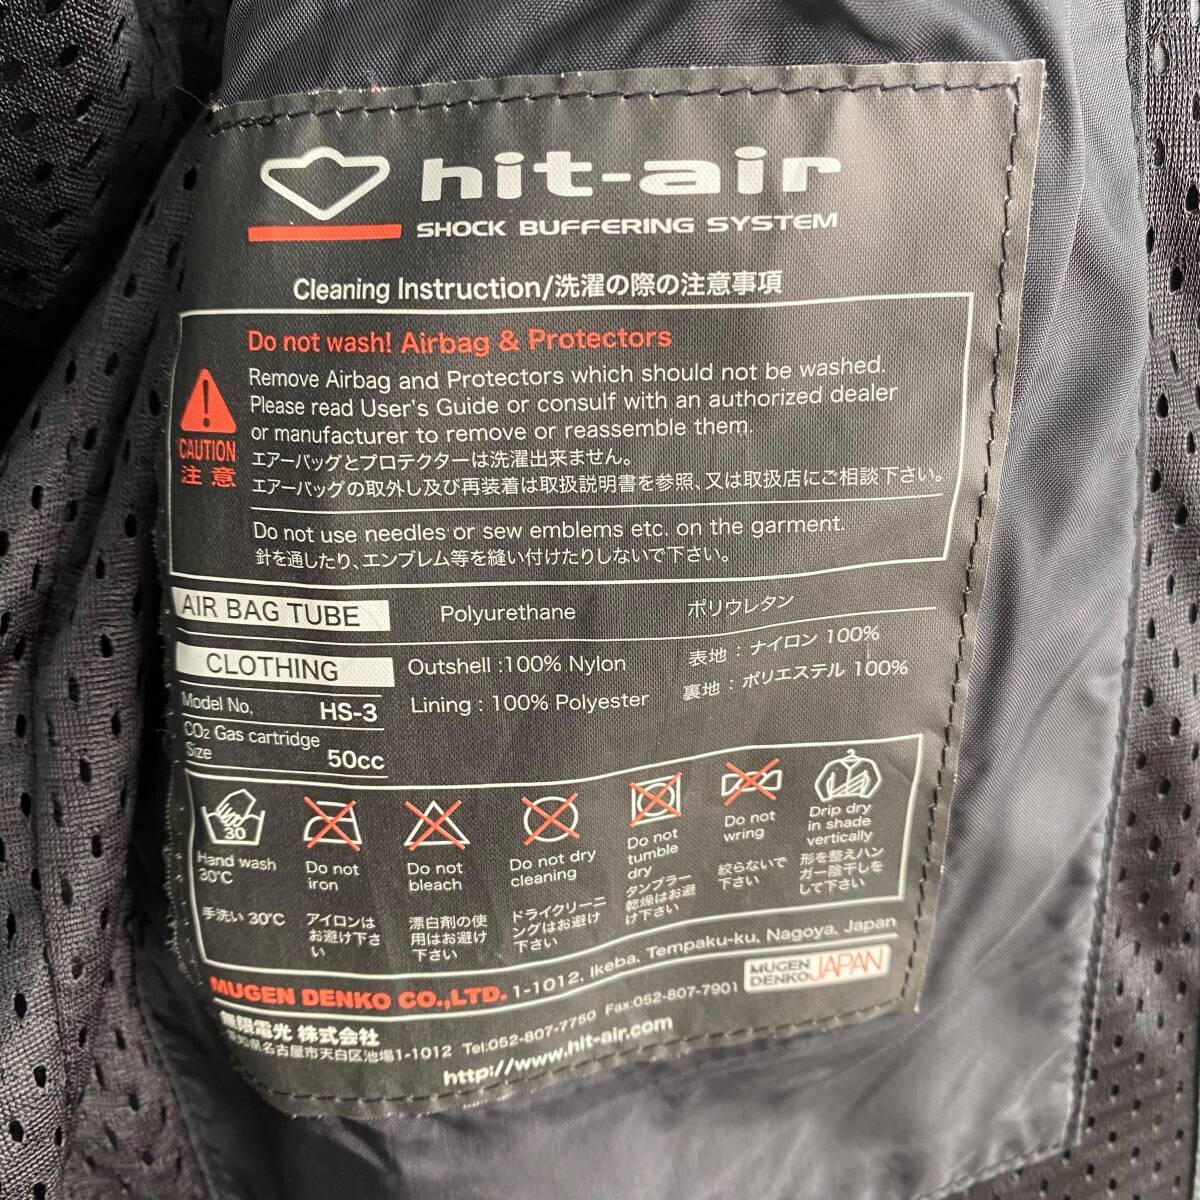 hit-air
SHOCK BUFFERING SYSTEM
Cleaning Instruction/洗濯の際の注意事項
Do not wash! Airbag & Protectors
Remove Airbag and Protectors which should not be washed.
Please read User's Guide or consulf with an authorized dealer
or manufacturer to remove or reassemble them.
エアーバッグとプロテクターは洗濯出来ません。
エアーバッグの取外し及び再装着は取扱説明書を参照、又は取扱店にご相談下さい。
CAUTION
注意
Do not use needles or sew emblems etc. on the garment.
針を通したり、エンブレム等を縫い付けたりしないで下さい。
AIR BAG TUBE Polyurethane ポリウレタン
CLOTHING Outshell :100% Nylon 表地 : ナイロン 100%
Lining : 100% Polyester 裏地 : ポリエステル 100%
Model No. HS-3
CO2 Gas cartridge
Size 50cc
30
Hand wash
30℃
手洗い 30℃
Do not
iron
アイロンは
お避け下さ
い
Do not
bleach
漂白剤の使
用はお避け
下さい
Do not dry
cleaning
ドライクリーニ
ングはお避け
下さい
Do not
tumble
dry
タンブラー
乾燥はお避
け下さい
Do not
wring
絞らないで
下さい
Drip dry
in shade
vertically
形を整えハン
ガー陰干しを
して下さい
MUGEN DENKO CO.,LTD. 1-1012, Ikeba, Tempaku-ku, Nagoya, Japan
無限電光 株式会社
愛知県名古屋市天白区池場1-1012 Tel:052-807-7750 Fax:052-807-7901
MUGEN
DENKO JAPAN
http://www.hit-air.com